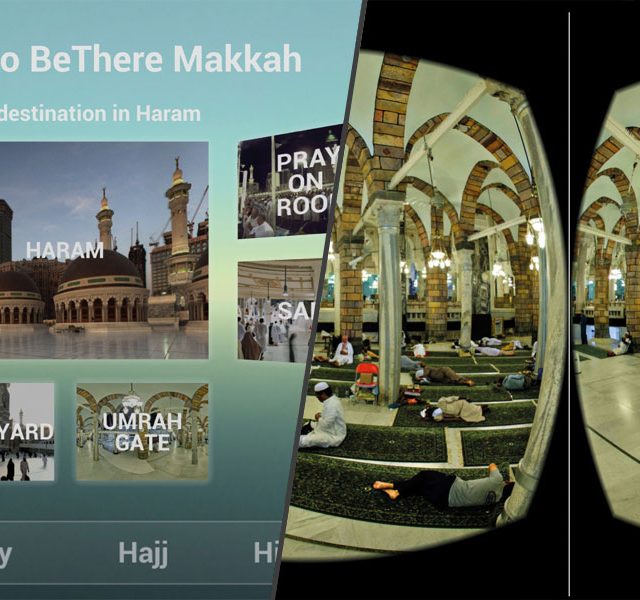 o BeThere Makkah
destination in Haram
HARAM
PRAY
ON
ROO
SA
YARD
UMRAH
GATE
y
Hajj
Hi